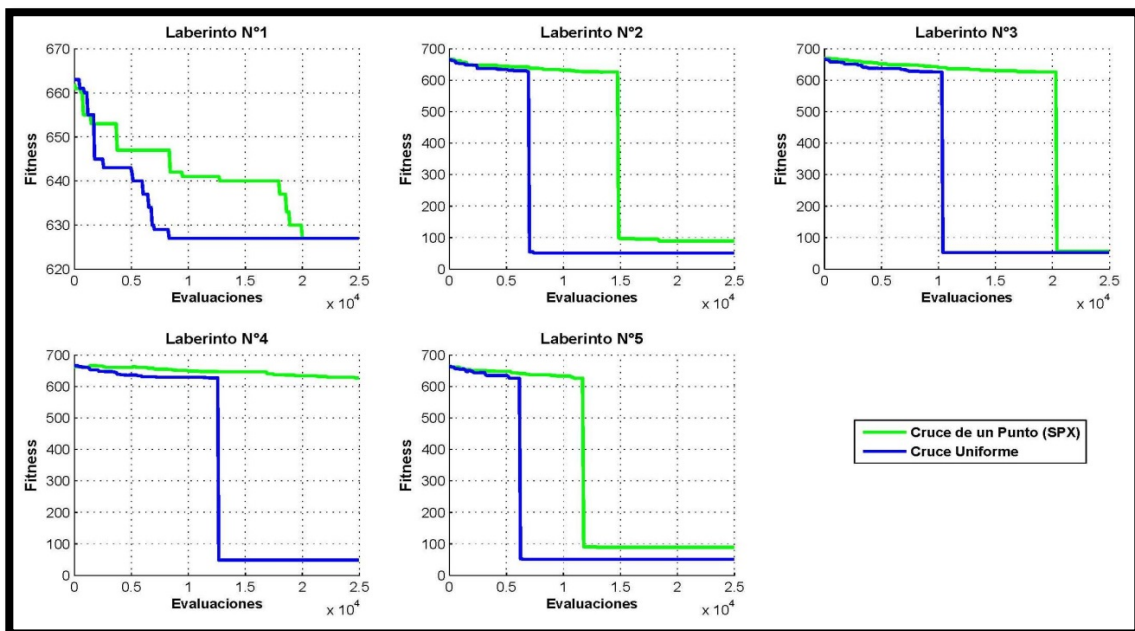 Laberinto N°1
670
660
650
640
630
620
Fitness
0 0.5 1 1.5 2 2.5
Evaluaciones
x 10^4
Laberinto N°2
700
600
500
400
300
200
100
0
Fitness
0 0.5 1 1.5 2 2.5
Evaluaciones
x 10^4
Laberinto N°3
700
600
500
400
300
200
100
0
Fitness
0 0.5 1 1.5 2 2.5
Evaluaciones
x 10^4
Laberinto N°4
700
600
500
400
300
200
100
0
Fitness
0 0.5 1 1.5 2 2.5
Evaluaciones
x 10^4
Laberinto N°5
700
600
500
400
300
200
100
0
Fitness
0 0.5 1 1.5 2 2.5
Evaluaciones
x 10^4
Cruce de un Punto (SPX)
Cruce Uniforme